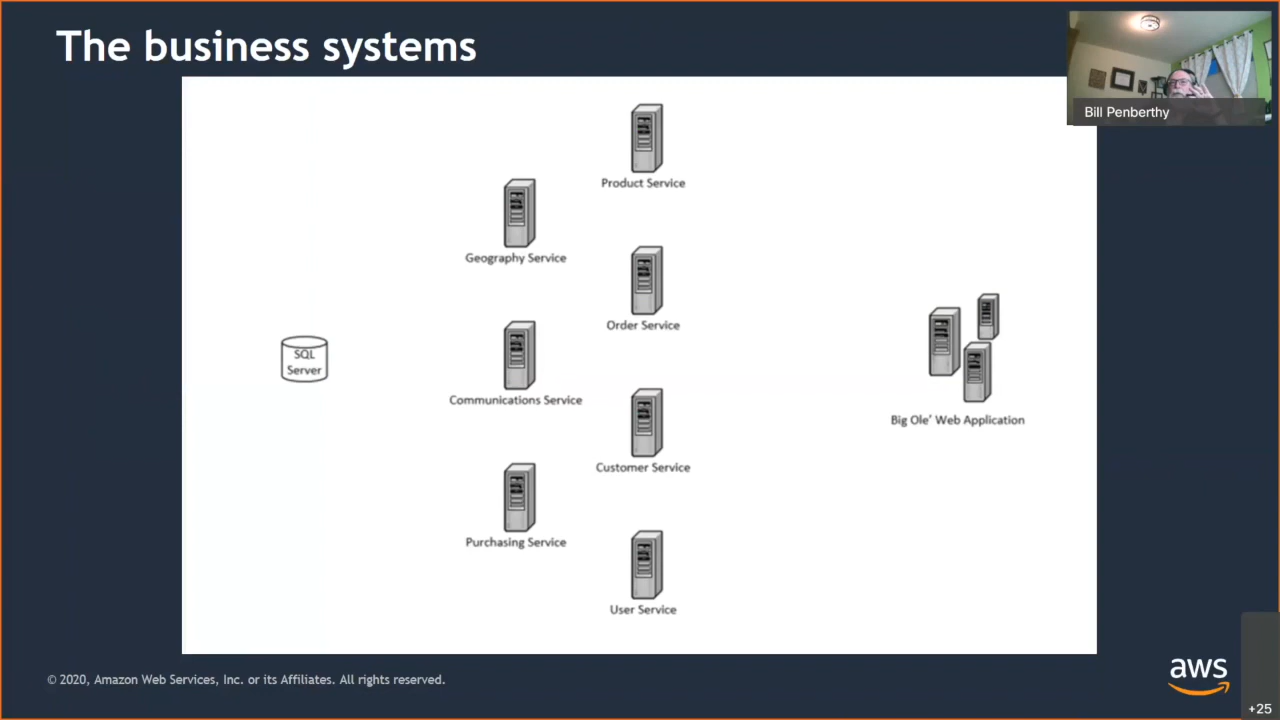 The business systems
Bill Penberthy
Product Service
Geography Service
Order Service
SQL
Server
Communications Service
Big Ole' Web Application
Customer Service
Purchasing Service
User Service
© 2020, Amazon Web Services, Inc. or its Affiliates. All rights reserved.
aws
+25